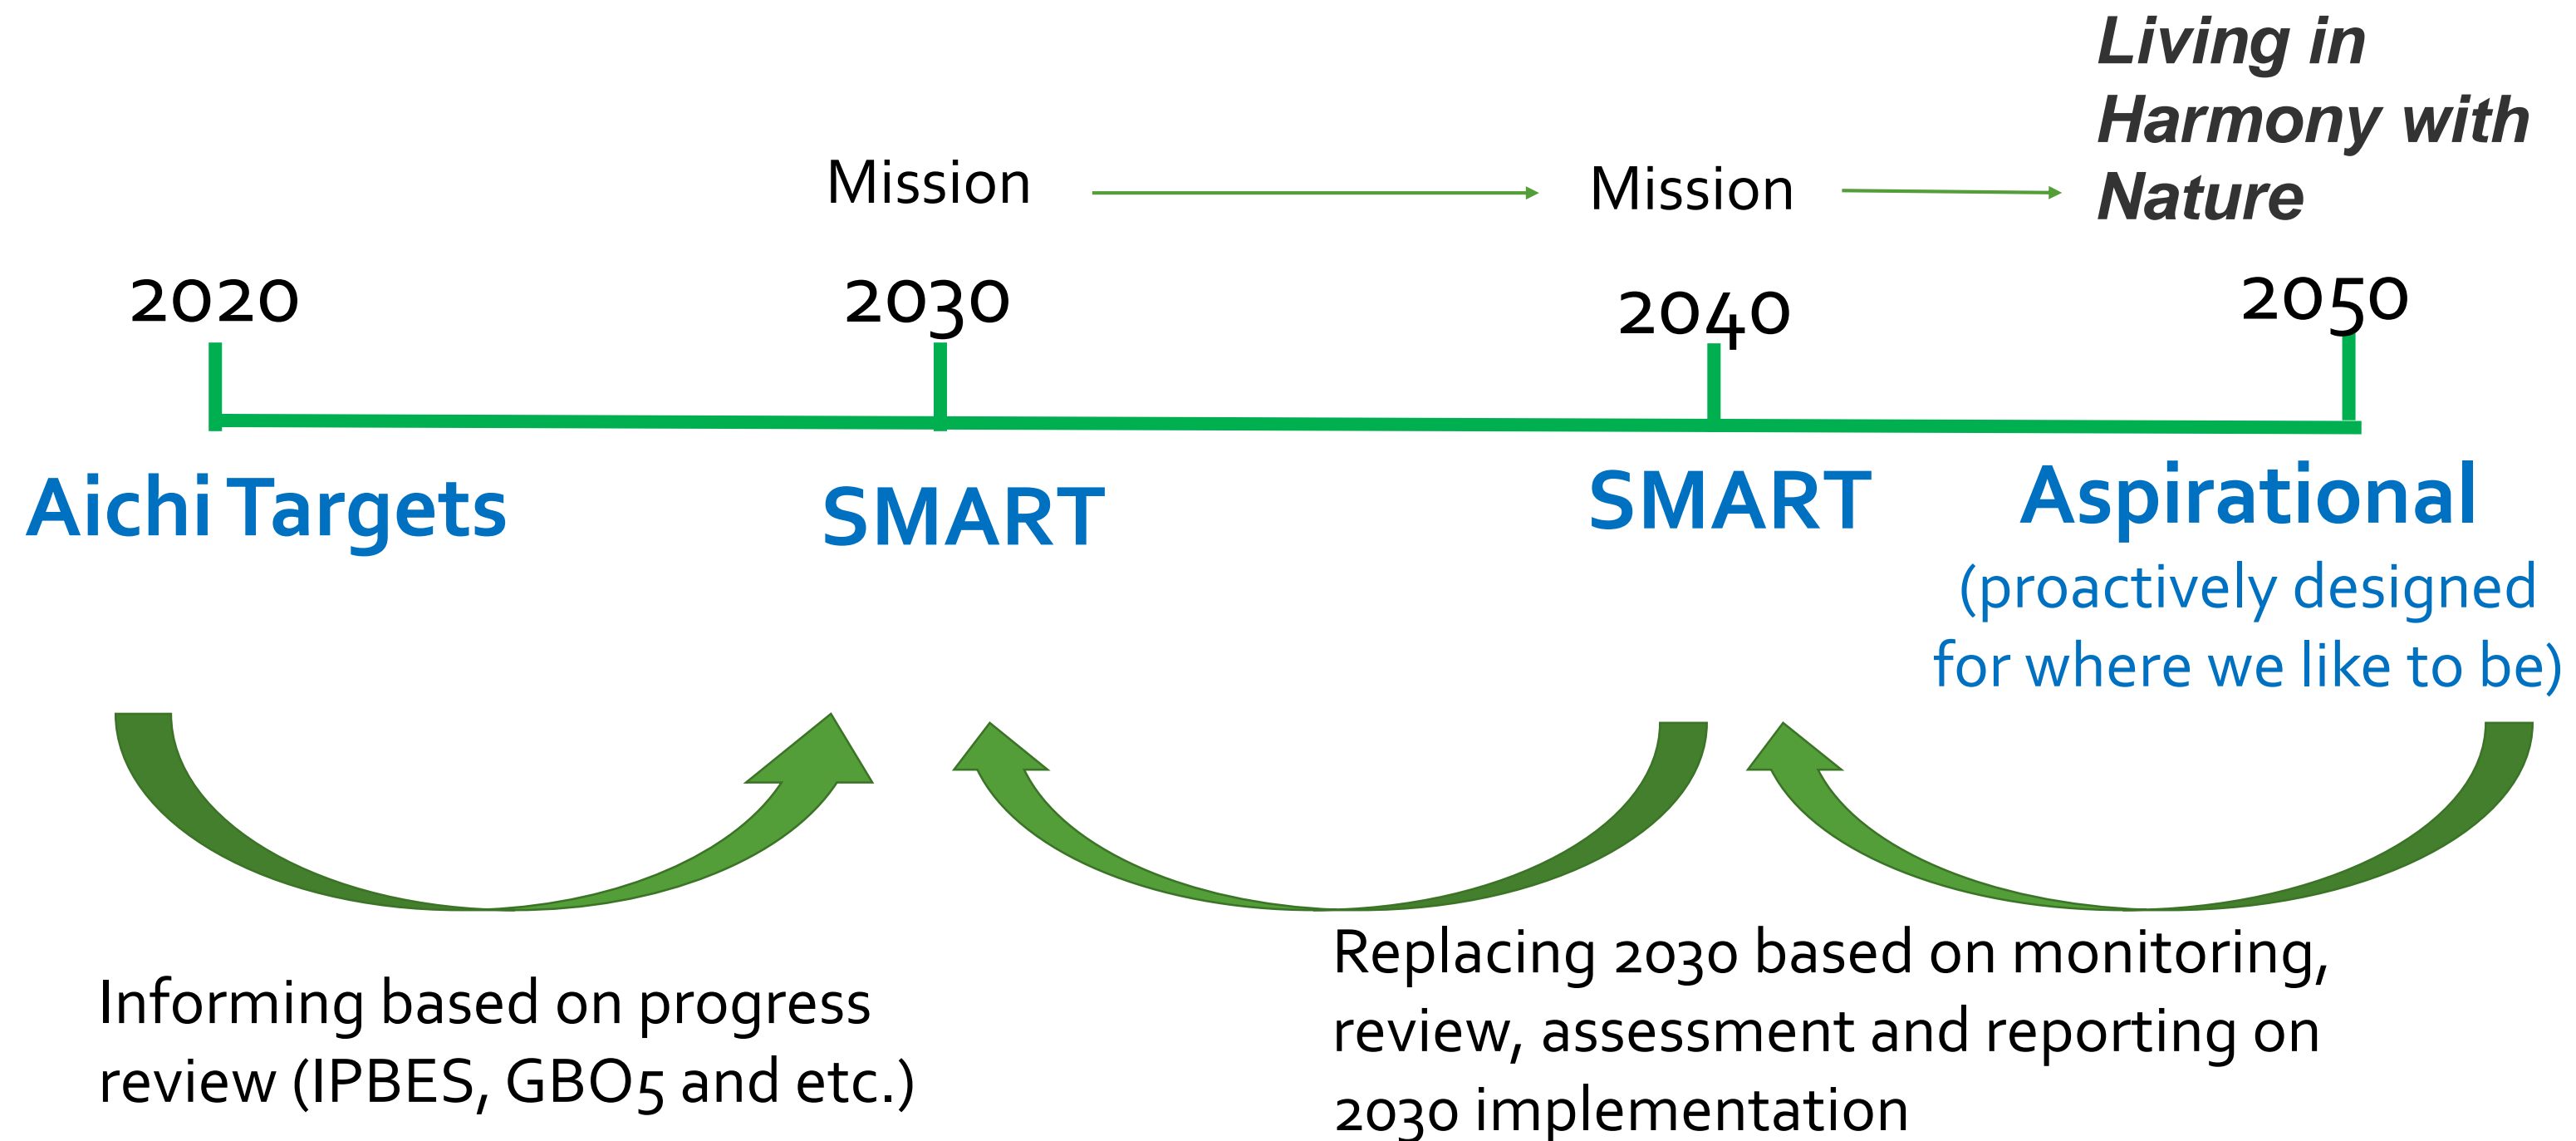 Living in
Harmony with
Nature
Mission
Mission
2020
2030
2040
2050
Aichi Targets
SMART
SMART
Aspirational
(proactively designed
for where we like to be)
Informing based on progress
review (IPBES, GBO5 and etc.)
Replacing 2030 based on monitoring,
review, assessment and reporting on
2030 implementation